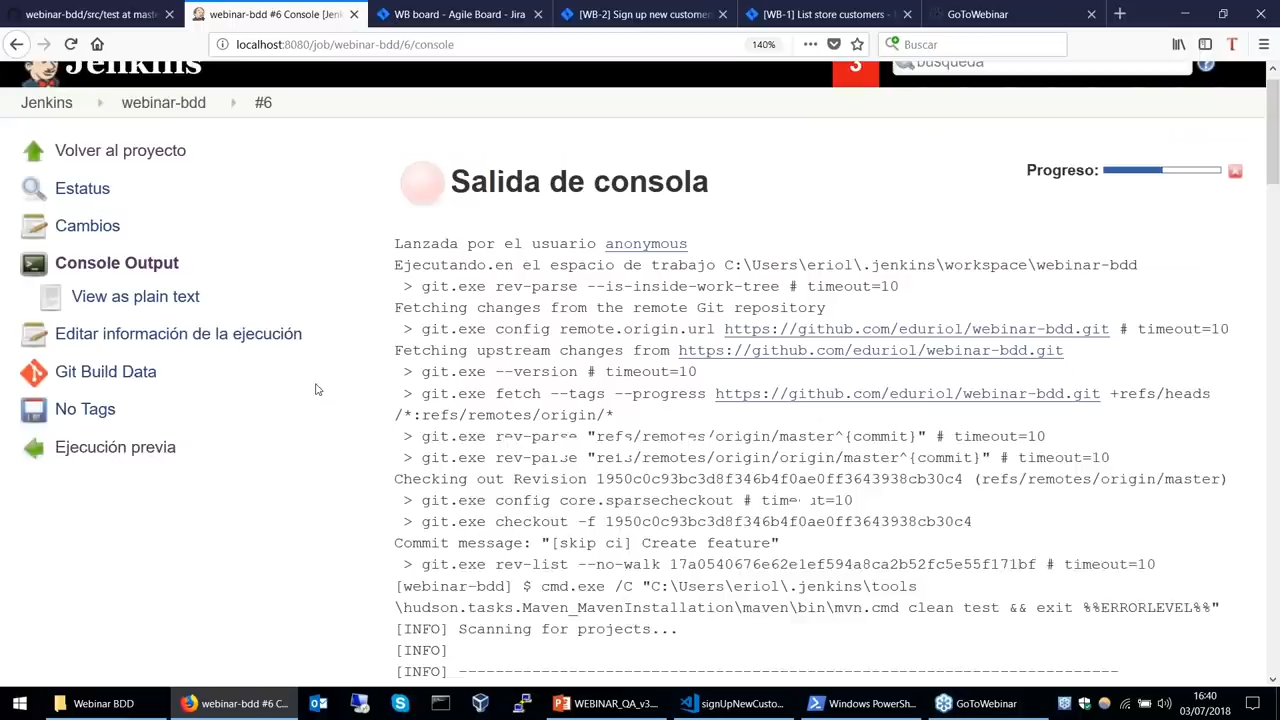 webinar-bdd/src/test at maste
webinar-bdd #6 Console [Jenk
WB board - Agile Board - Jira
[WB-2] Sign up new customer
[WB-1] List store customers -
GoToWebinar
localhost:8080/job/webinar-bdd/6/console
140%
Buscar
Jenkins
3
búsqueda
Jenkins
webinar-bdd
#6
Volver al proyecto
Estatus
Cambios
Console Output
View as plain text
Editar información de la ejecución
Git Build Data
No Tags
Ejecución previa
Salida de consola
Progreso:
Lanzada por el usuario anonymous
Ejecutando.en el espacio de trabajo C:\Users\eriol\.jenkins\workspace\webinar-bdd
> git.exe rev-parse --is-inside-work-tree # timeout=10
Fetching changes from the remote Git repository
> git.exe config remote.origin.url https://github.com/eduriol/webinar-bdd.git # timeout=10
Fetching upstream changes from https://github.com/eduriol/webinar-bdd.git
> git.exe --version # timeout=10
> git.exe fetch --tags --progress https://github.com/eduriol/webinar-bdd.git +refs/heads
/*:refs/remotes/origin/*
> git.exe rev-parse "refs/remotes/origin/master^{commit}" # timeout=10
> git.exe rev-parse "refs/remotes/origin/origin/master^{commit}" # timeout=10
Checking out Revision 1950c0c93bc3d8f346b4f0ae0ff3643938cb30c4 (refs/remotes/origin/master)
> git.exe config core.sparsecheckout # timeout=10
> git.exe checkout -f 1950c0c93bc3d8f346b4f0ae0ff3643938cb30c4
Commit message: "[skip ci] Create feature"
> git.exe rev-list --no-walk 17a0540676e62e1ef594a8ca2b52fc5e55f171bf # timeout=10
[webinar-bdd] $ cmd.exe /C "C:\Users\eriol\.jenkins\tools
\hudson.tasks.Maven_MavenInstallation\maven\bin\mvn.cmd clean test && exit %%ERRORLEVEL%%"
[INFO] Scanning for projects...
[INFO]
[INFO] ------------------------------------------------------------------------
Webinar BDD
webinar-bdd #6 C...
WEBINAR_QA_v3....
signUpNewCusto...
Windows PowerSh...
GoToWebinar
16:40
03/07/2018